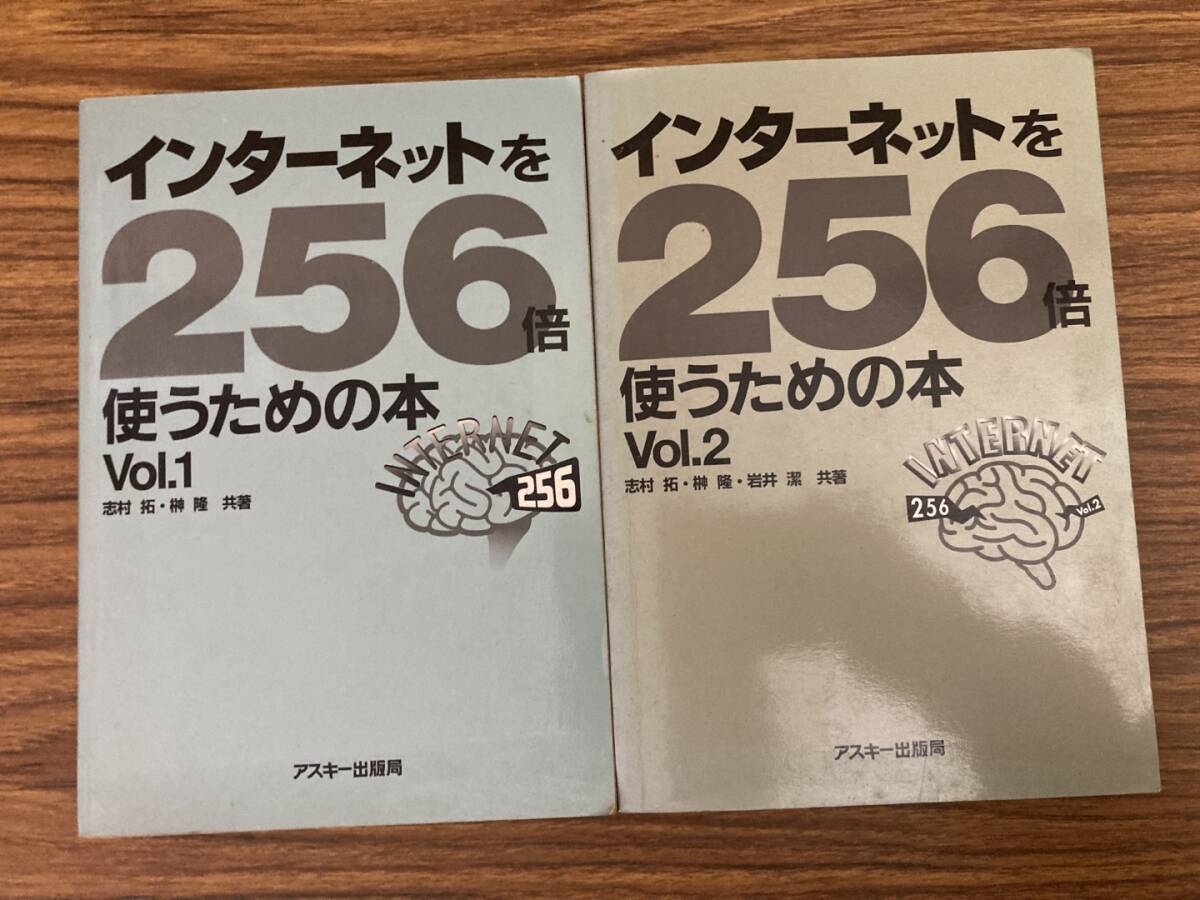 インターネットを
256倍
使うための本
Vol.1
志村 拓・榊 隆 共著
INTERNET
256
アスキー出版局
インターネットを
256倍
使うための本
Vol.2
志村 拓・榊 隆・岩井 潔 共著
INTERNET
256
Vol.2
アスキー出版局